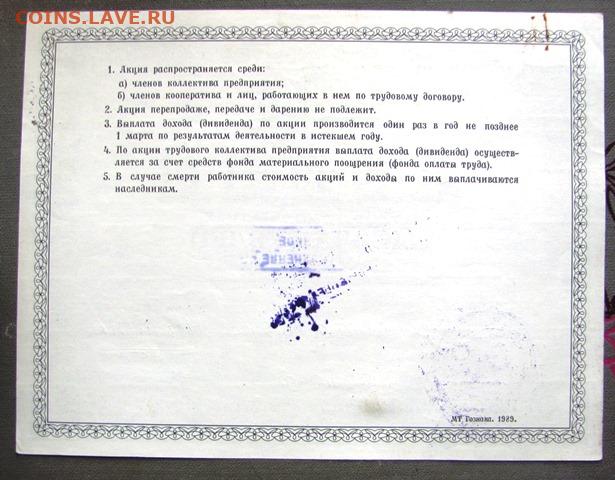 COINS.LAVE.RU
1. Акция распространяется среди:
а) членов коллектива предприятия;
б) членов кооператива и лиц, работающих в нем по трудовому договору.
2. Акция перепродаже, передаче и дарению не подлежит.
3. Выплата дохода (дивиденда) по акции производится один раз в год не позднее
1 марта по результатам деятельности в истекшем году.
4. По акции трудового коллектива предприятия выплата дохода (дивиденда) осущест-
ляется за счет средств фонда материального поощрения (фонда оплаты труда).
5. В случае смерти работника стоимость акций и доходы по ним выплачиваются
наследникам.
МТ Гознака. 1989.